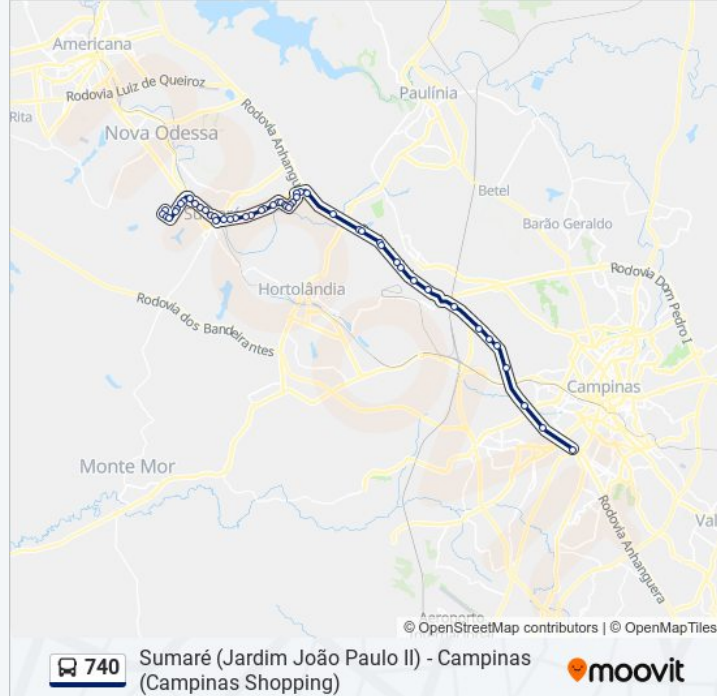 Americana
Rodovia Luiz de Queiroz
Rita
Nova Odessa
Rodovia Anhangu
Paulínia
Betel
Barão Geraldo
Rodovia Dom Pedro I
Hortolândia
Rodovia dos Bandeirantes
Campinas
Monte Mor
Rodovia Anhanguera
Val
Aeroporto
© OpenStreetMap contributors | © OpenMapTiles
740
Sumaré (Jardim João Paulo II) - Campinas
(Campinas Shopping)
moovit